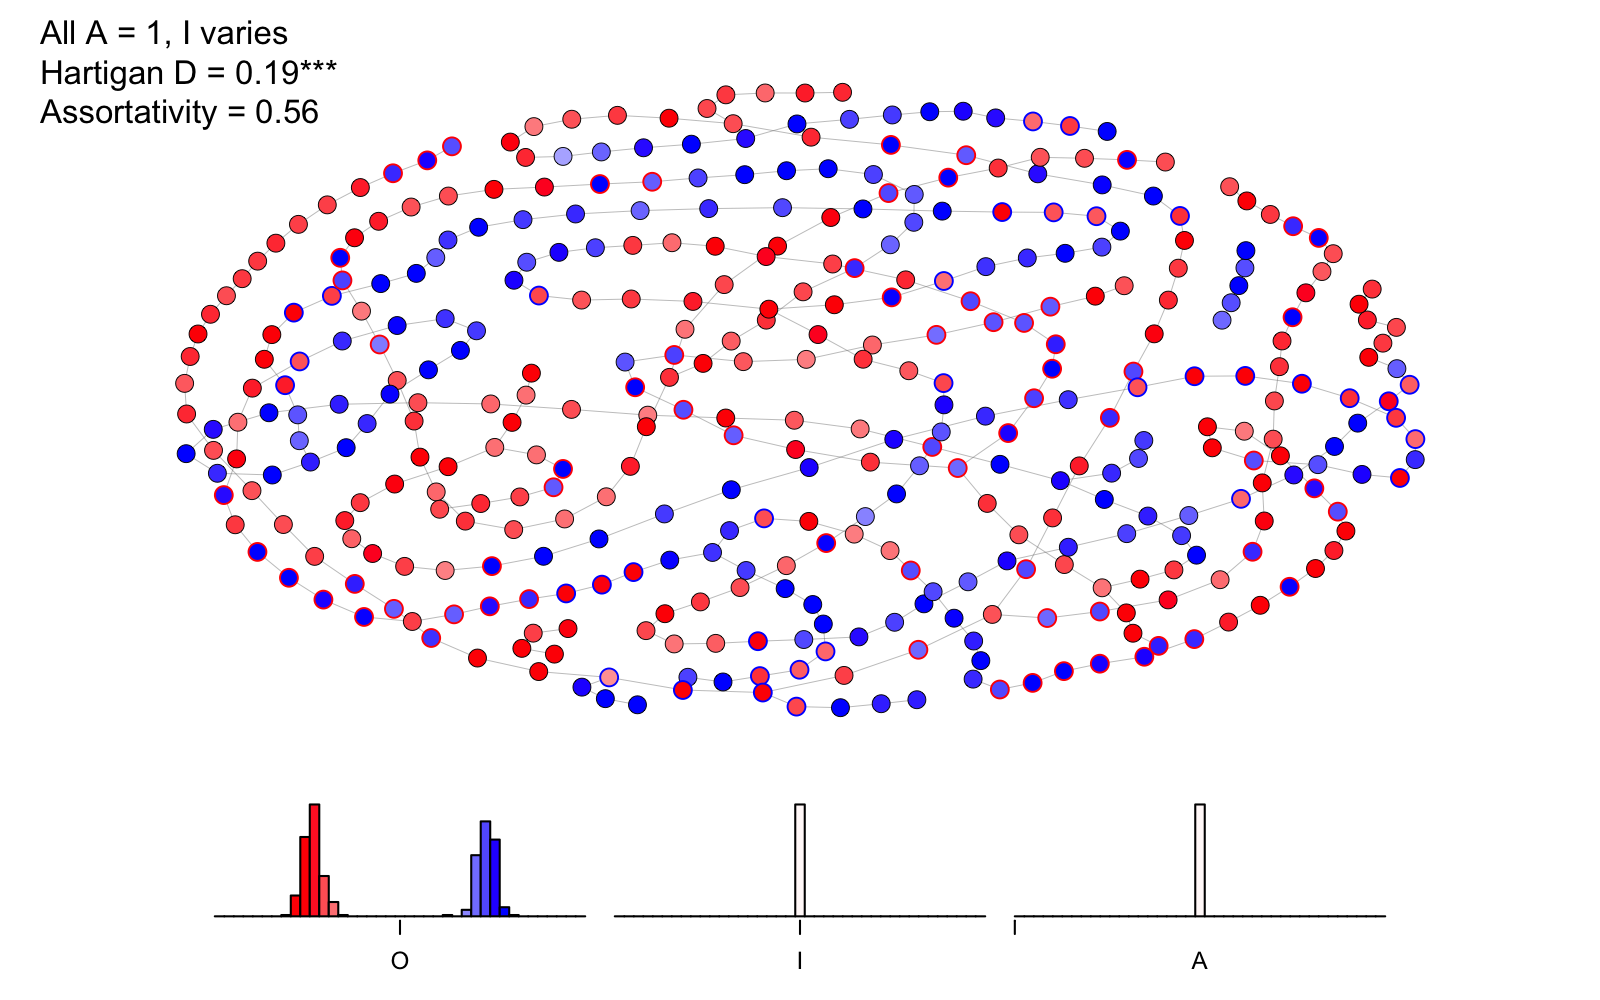 All A = 1, I varies
Hartigan D = 0.19***
Assortativity = 0.56
O
I
A